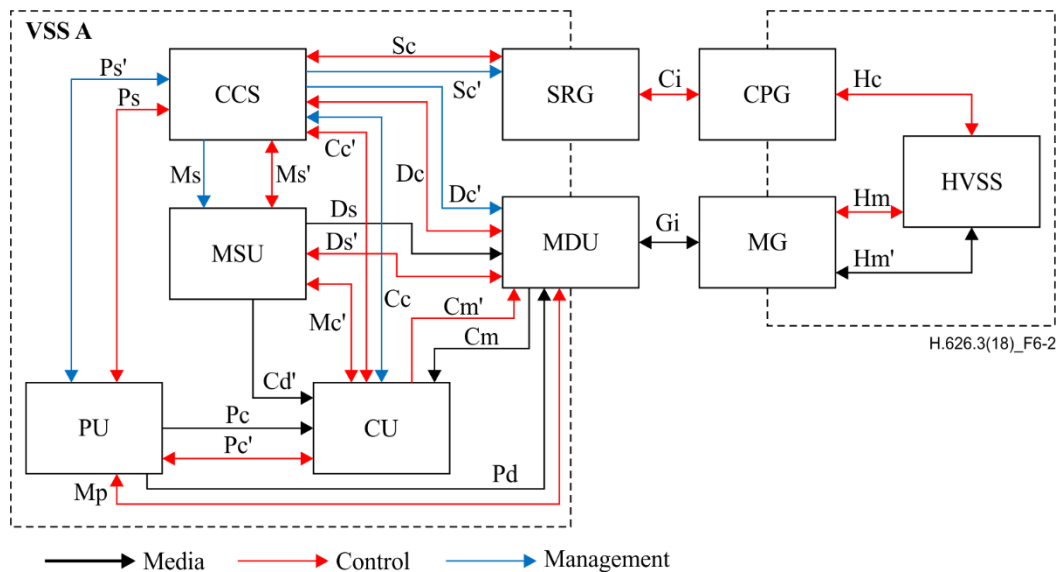 VSS A
Sc
Ps'
Ps
CCS
Sc'
SRG
Ci
CPG
Hc
Cc'
Ms
Ms'
Dc
Dc'
HVSS
Ds
Hm
MSU
Ds'
MDU
Gi
MG
Hm'
Mc'
Cc
Cm'
Cm
H.626.3(18)_F6-2
Cd'
PU
Pc
CU
Pc'
Pd
Mp
Media
Control
Management